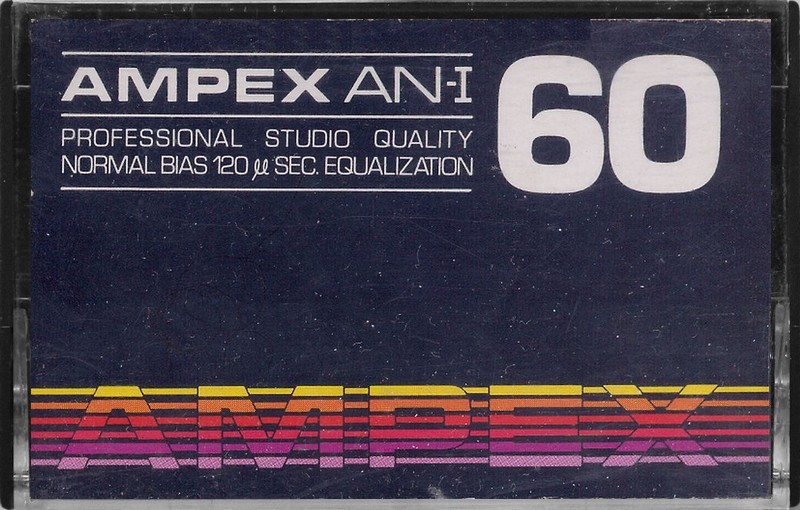 AMPEX AN-I
60
PROFESSIONAL STUDIO QUALITY
NORMAL BIAS 120 µ SEC. EQUALIZATION
AMPEX